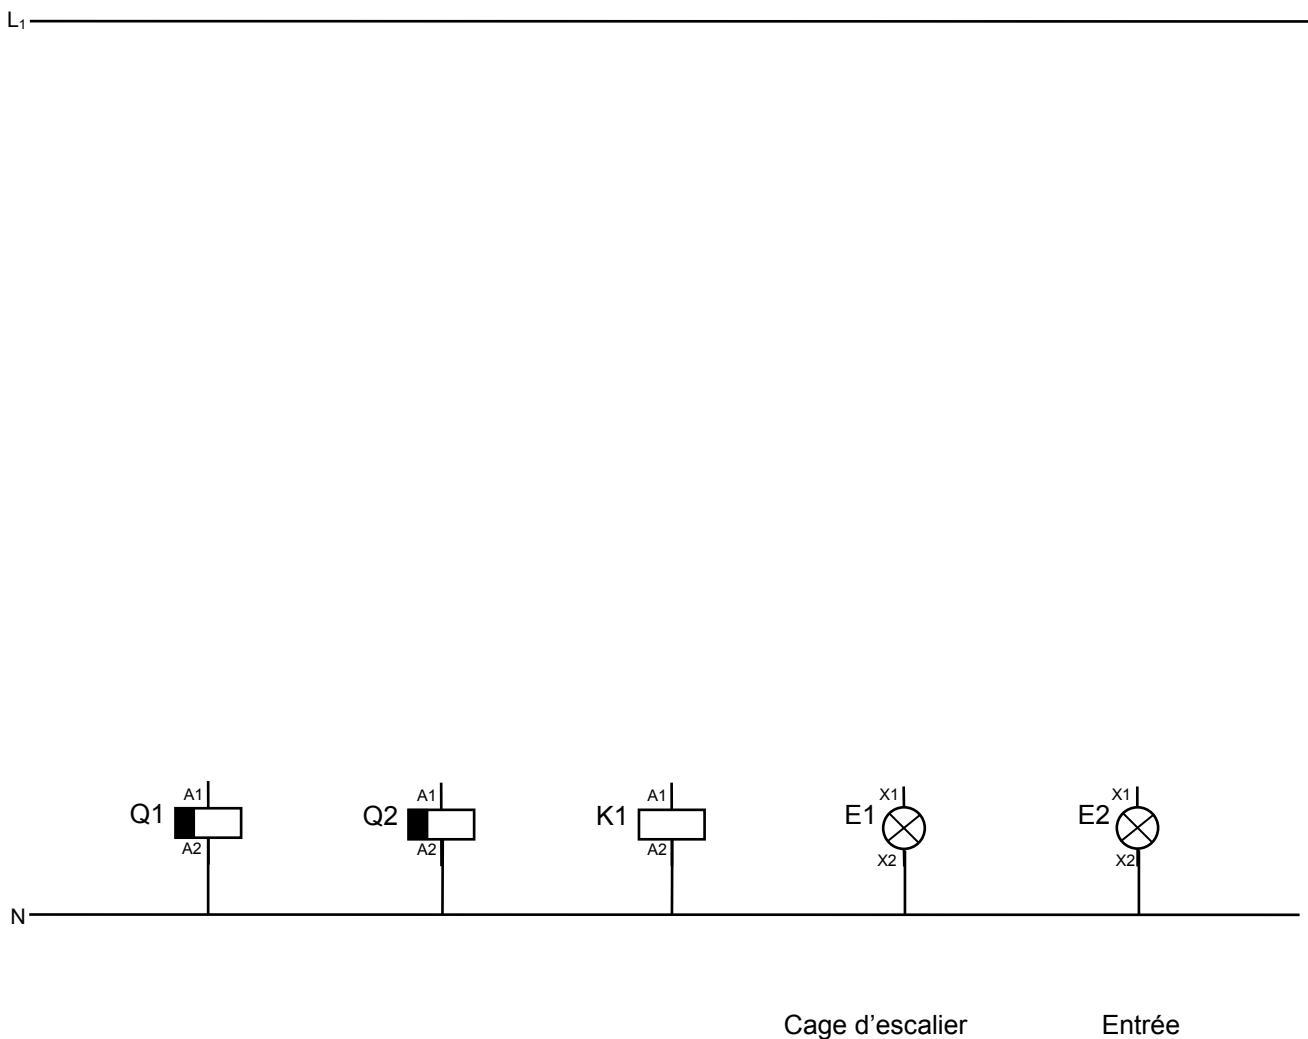 L₁
A1 A1 A1 X1 X1
Q1 Q2 K1 E1 E2
A2 A2 A2 X2 X2
N
Cage d’escalier Entrée